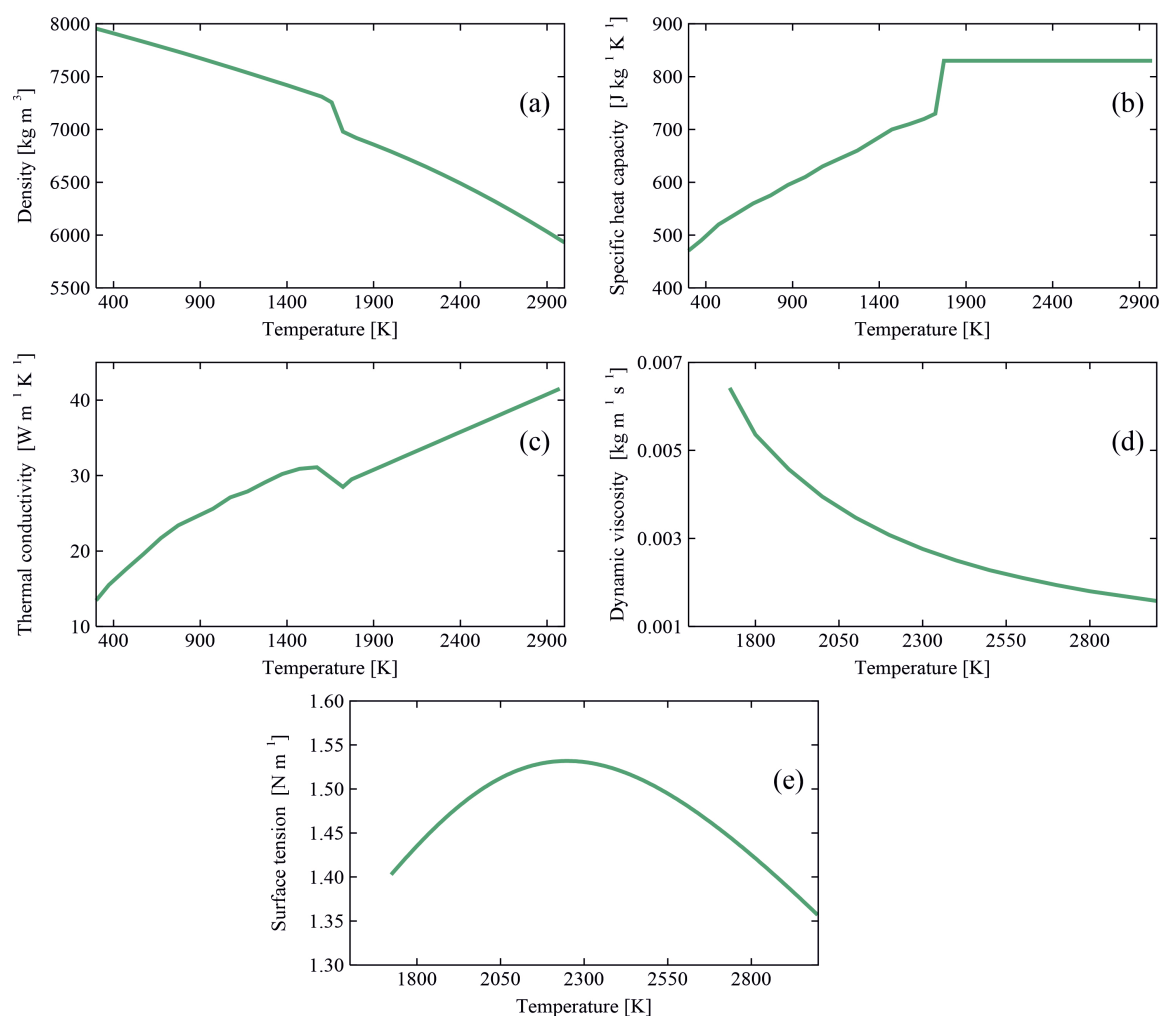 8000
7500
7000
6500
6000
5500
Density [kg m ³]
(a)
400 900 1400 1900 2400 2900
Temperature [K]
900
800
700
600
500
400
Specific heat capacity [J kg ¹ K ¹]
(b)
400 900 1400 1900 2400 2900
Temperature [K]
40
30
20
10
Thermal conductivity [W m ¹ K ¹]
(c)
400 900 1400 1900 2400 2900
Temperature [K]
0.007
0.005
0.003
0.001
Dynamic viscosity [kg m ¹ s ¹]
(d)
1800 2050 2300 2550 2800
Temperature [K]
1.60
1.55
1.50
1.45
1.40
1.35
1.30
Surface tension [N m ¹]
(e)
1800 2050 2300 2550 2800
Temperature [K]